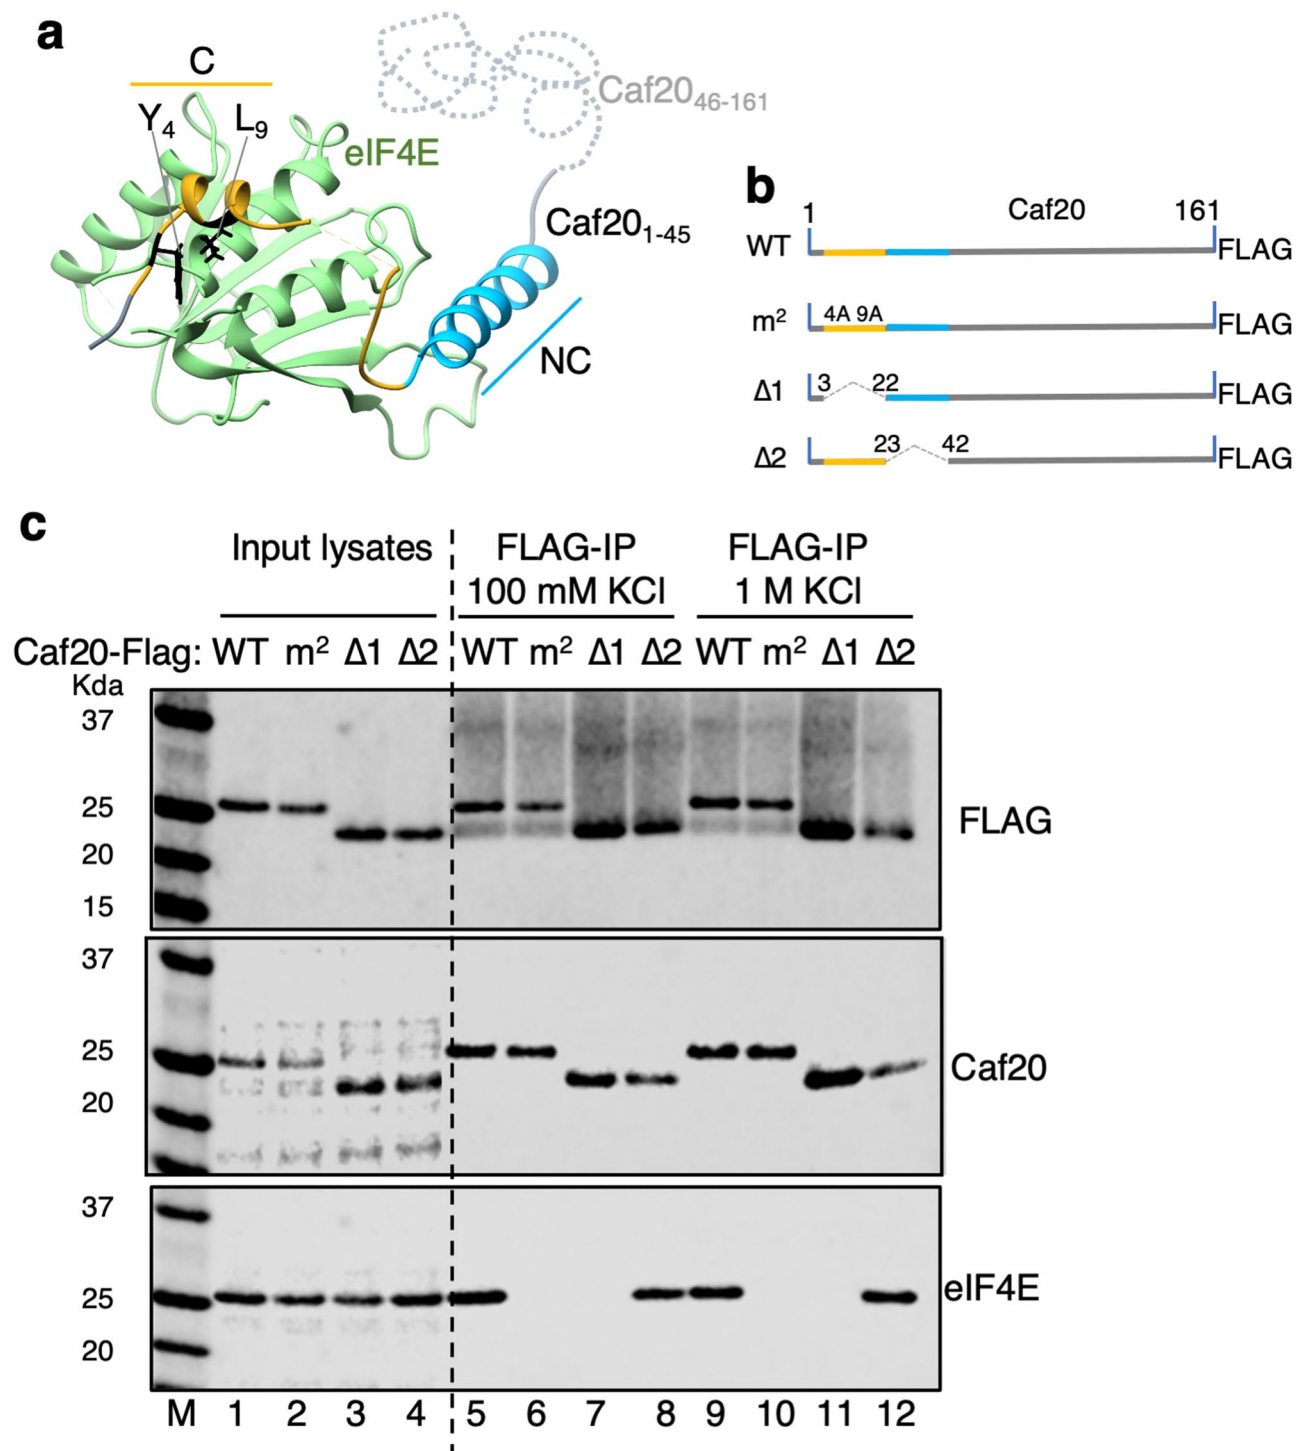 a
C
Y4 L9
eIF4E
Caf2046-161
Caf201-45
NC
b
1 Caf20 161
WT FLAG
m2 4A 9A FLAG
Δ1 3 22 FLAG
Δ2 23 42 FLAG
c
Input lysates FLAG-IP FLAG-IP
100 mM KCl 1 M KCl
Caf20-Flag: WT m2 Δ1 Δ2 WT m2 Δ1 Δ2 WT m2 Δ1 Δ2
Kda
37
25
20
15
FLAG
37
25
20
Caf20
37
25
20
eIF4E
M 1 2 3 4 5 6 7 8 9 10 11 12